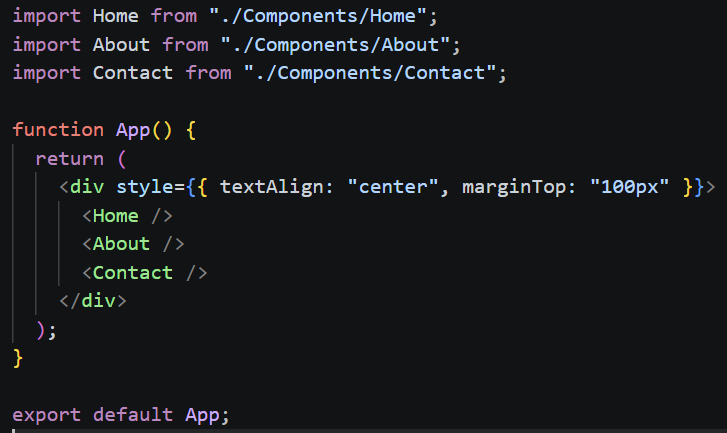 import Home from "./Components/Home";
import About from "./Components/About";
import Contact from "./Components/Contact";

function App() {
  return (
    <div style={{ textAlign: "center", marginTop: "100px" }}>
      <Home />
      <About />
      <Contact />
    </div>
  );
}

export default App;